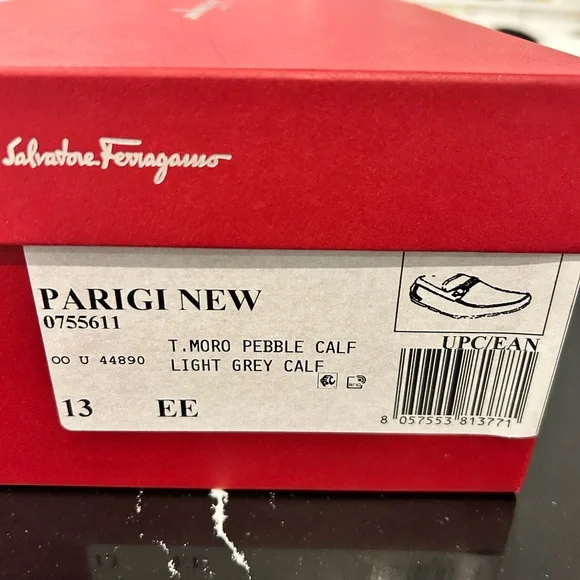 Salvatore Ferragamo
PARIGI NEW
0755611
OO U 44890
T.MORO PEBBLE CALF
LIGHT GREY CALF
UPC/EAN
13 EE
8 057553 813771